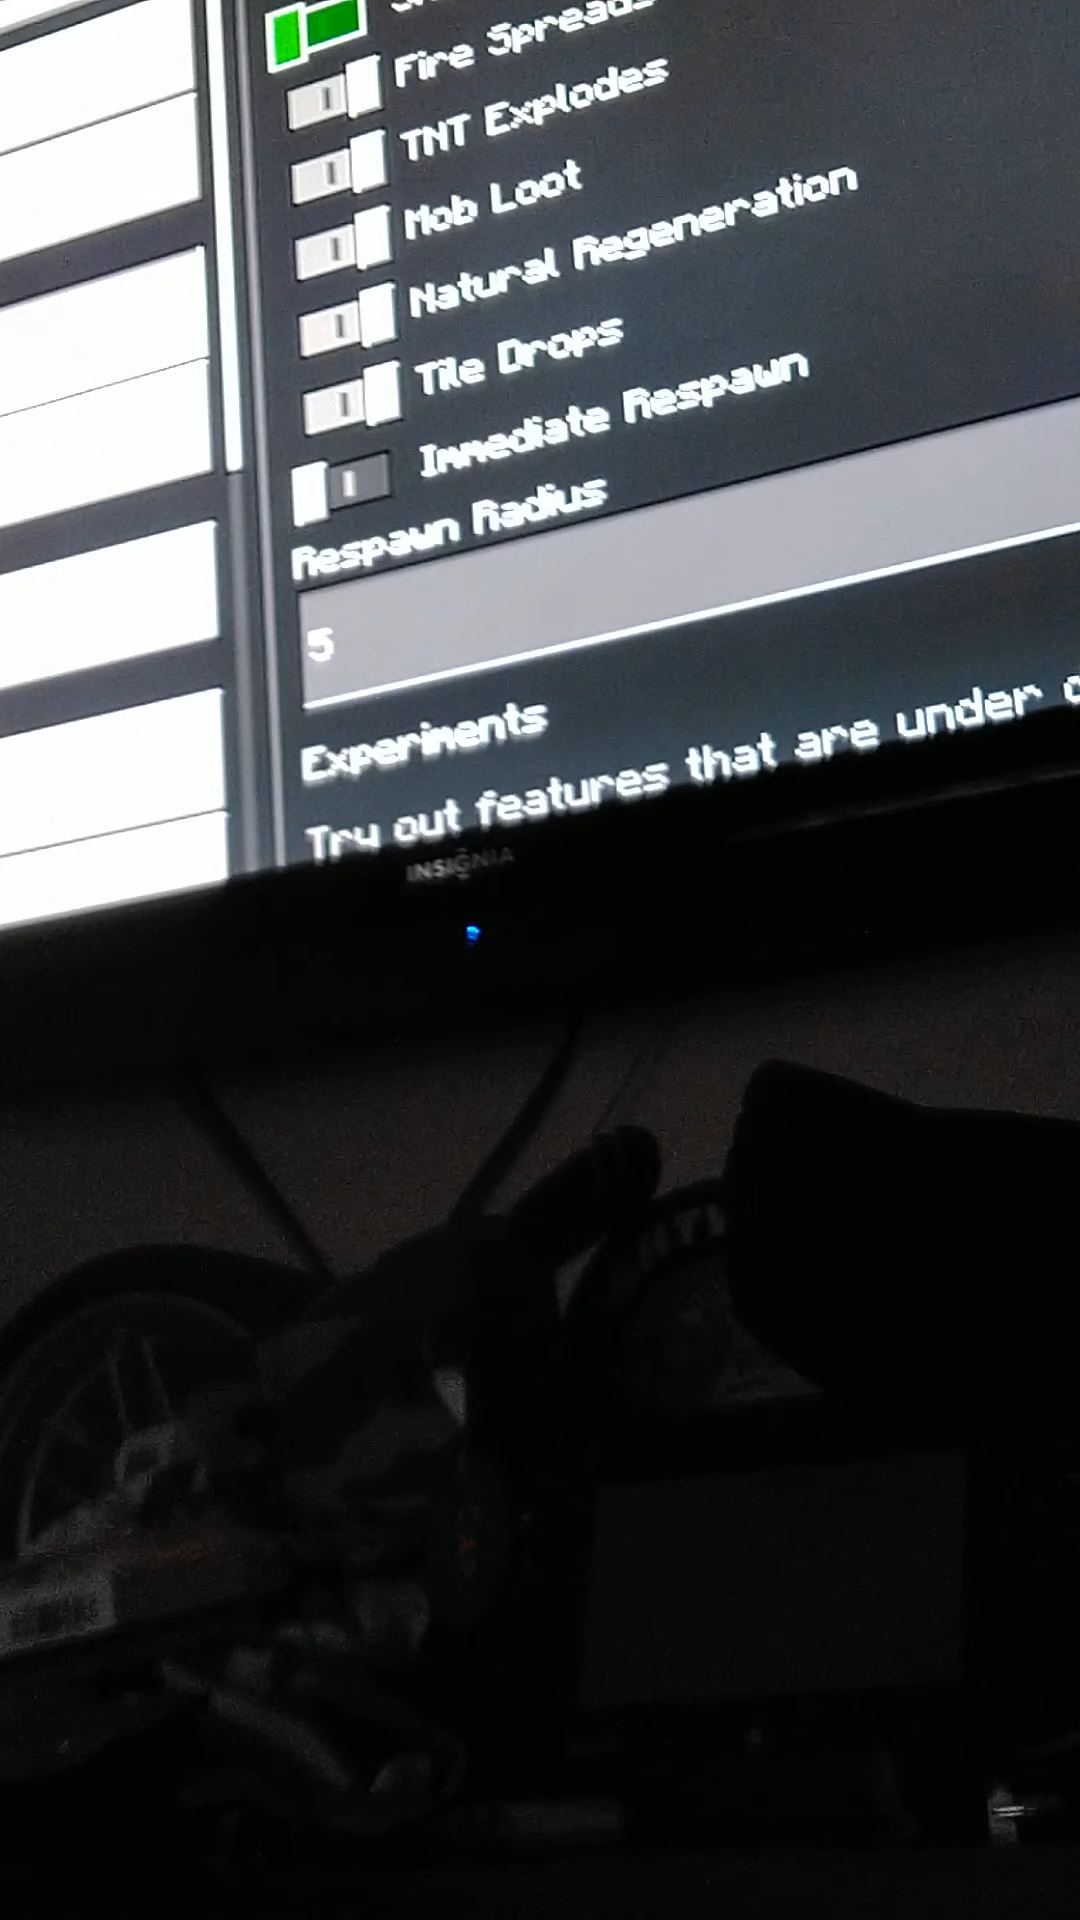 Fire Spreads
TNT Explodes
Mob Loot
Natural Regeneration
Tile Drops
Immediate Respawn
Respawn Radius
5
Experiments
Try out features that are under
INSIGNIA